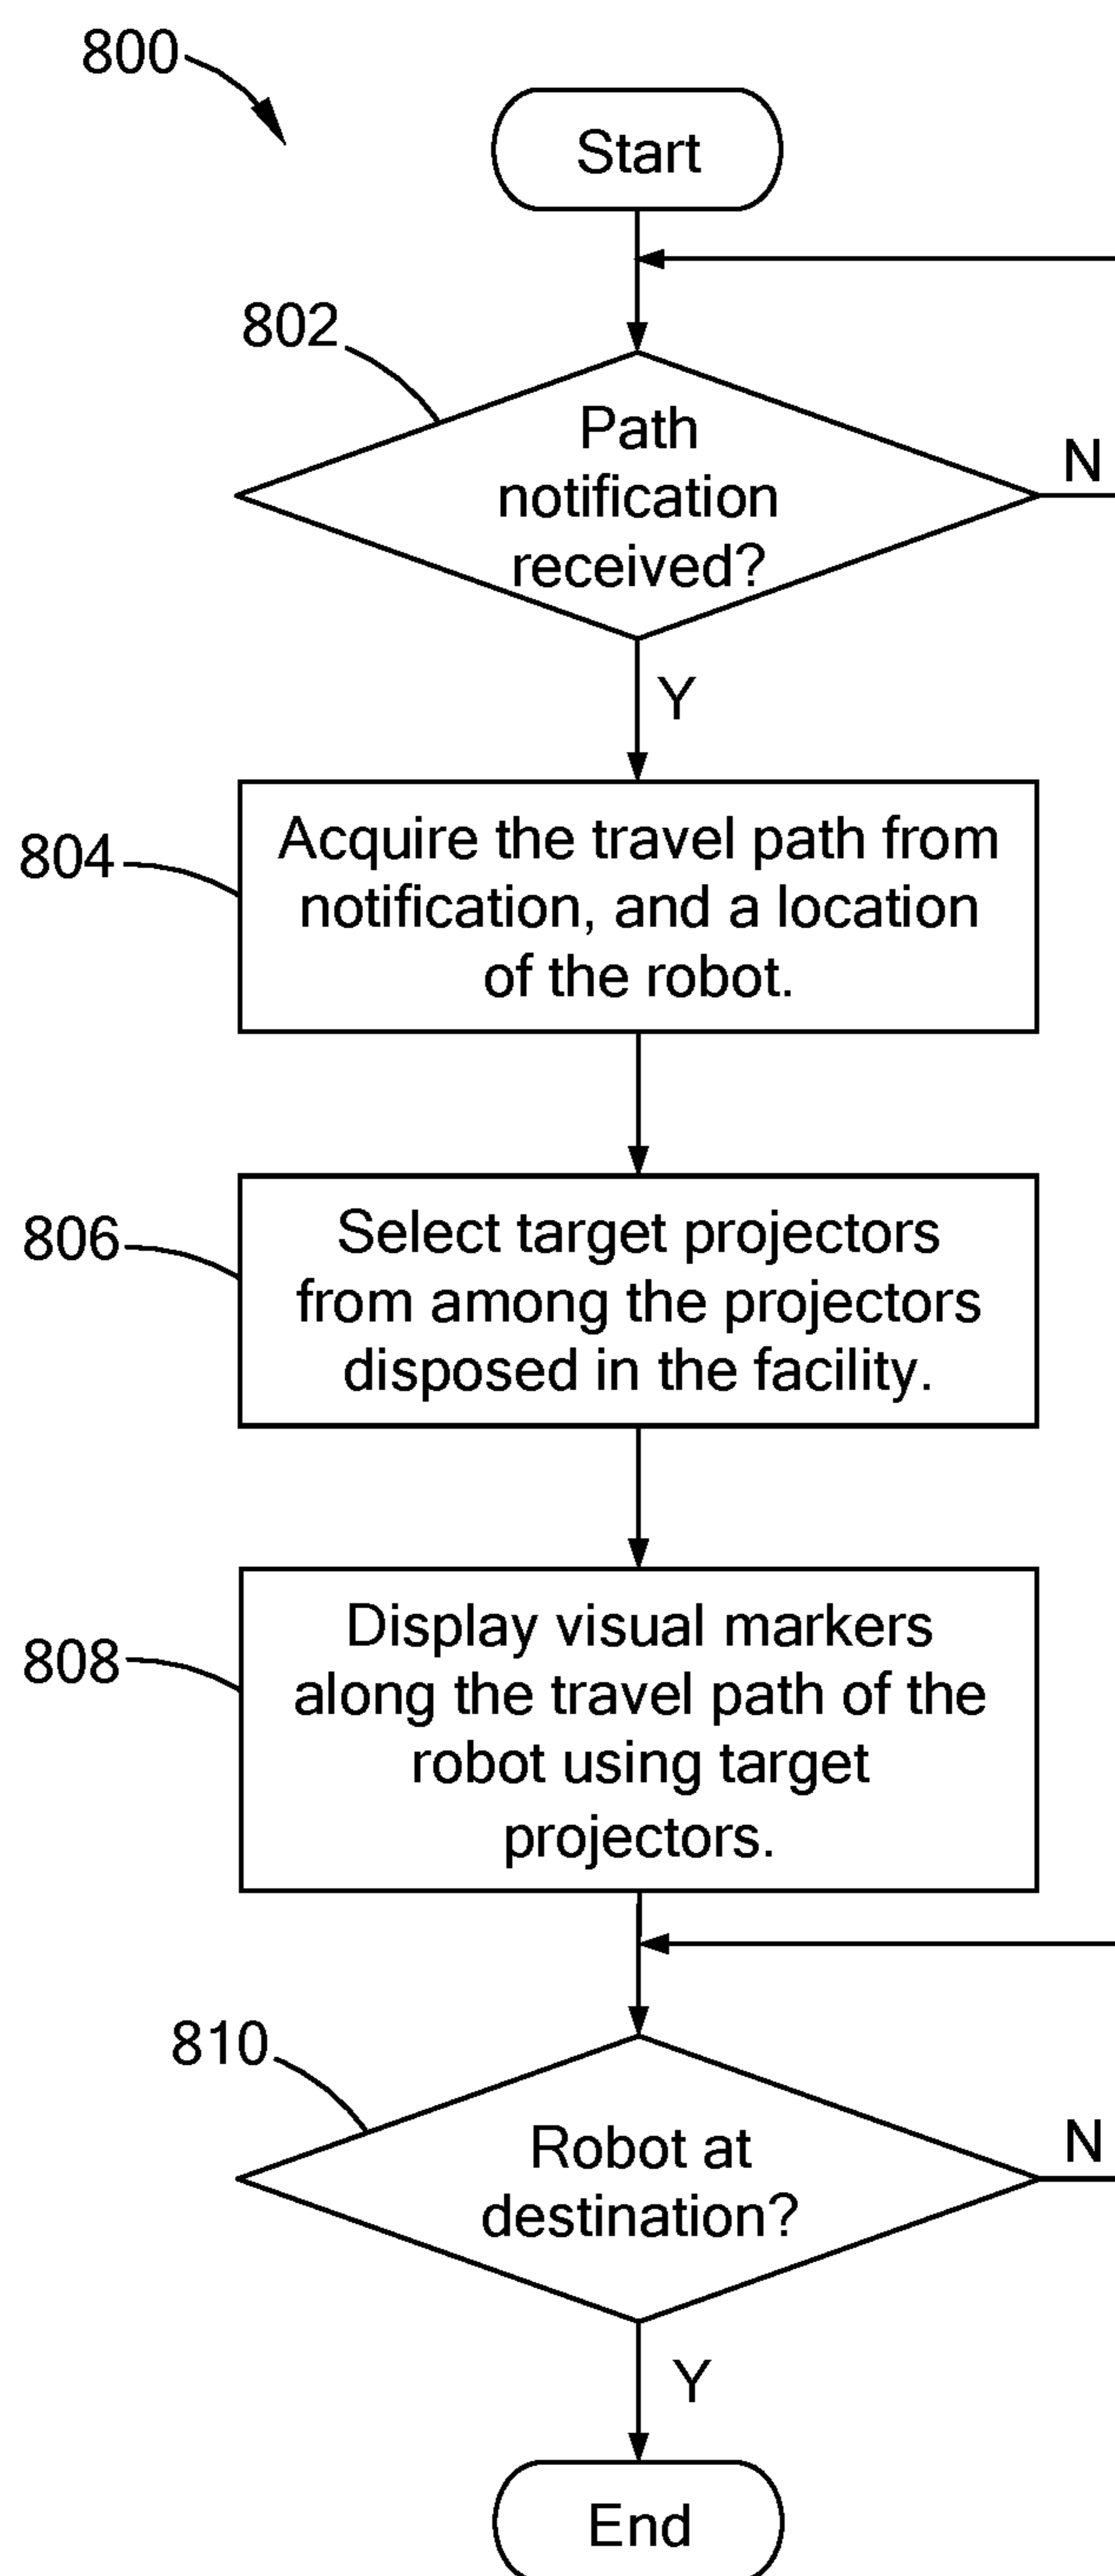 800
Start
802
Path
notification
received?
N
Y
804
Acquire the travel path from
notification, and a location
of the robot.
806
Select target projectors
from among the projectors
disposed in the facility.
808
Display visual markers
along the travel path of the
robot using target
projectors.
810
Robot at
destination?
N
Y
End